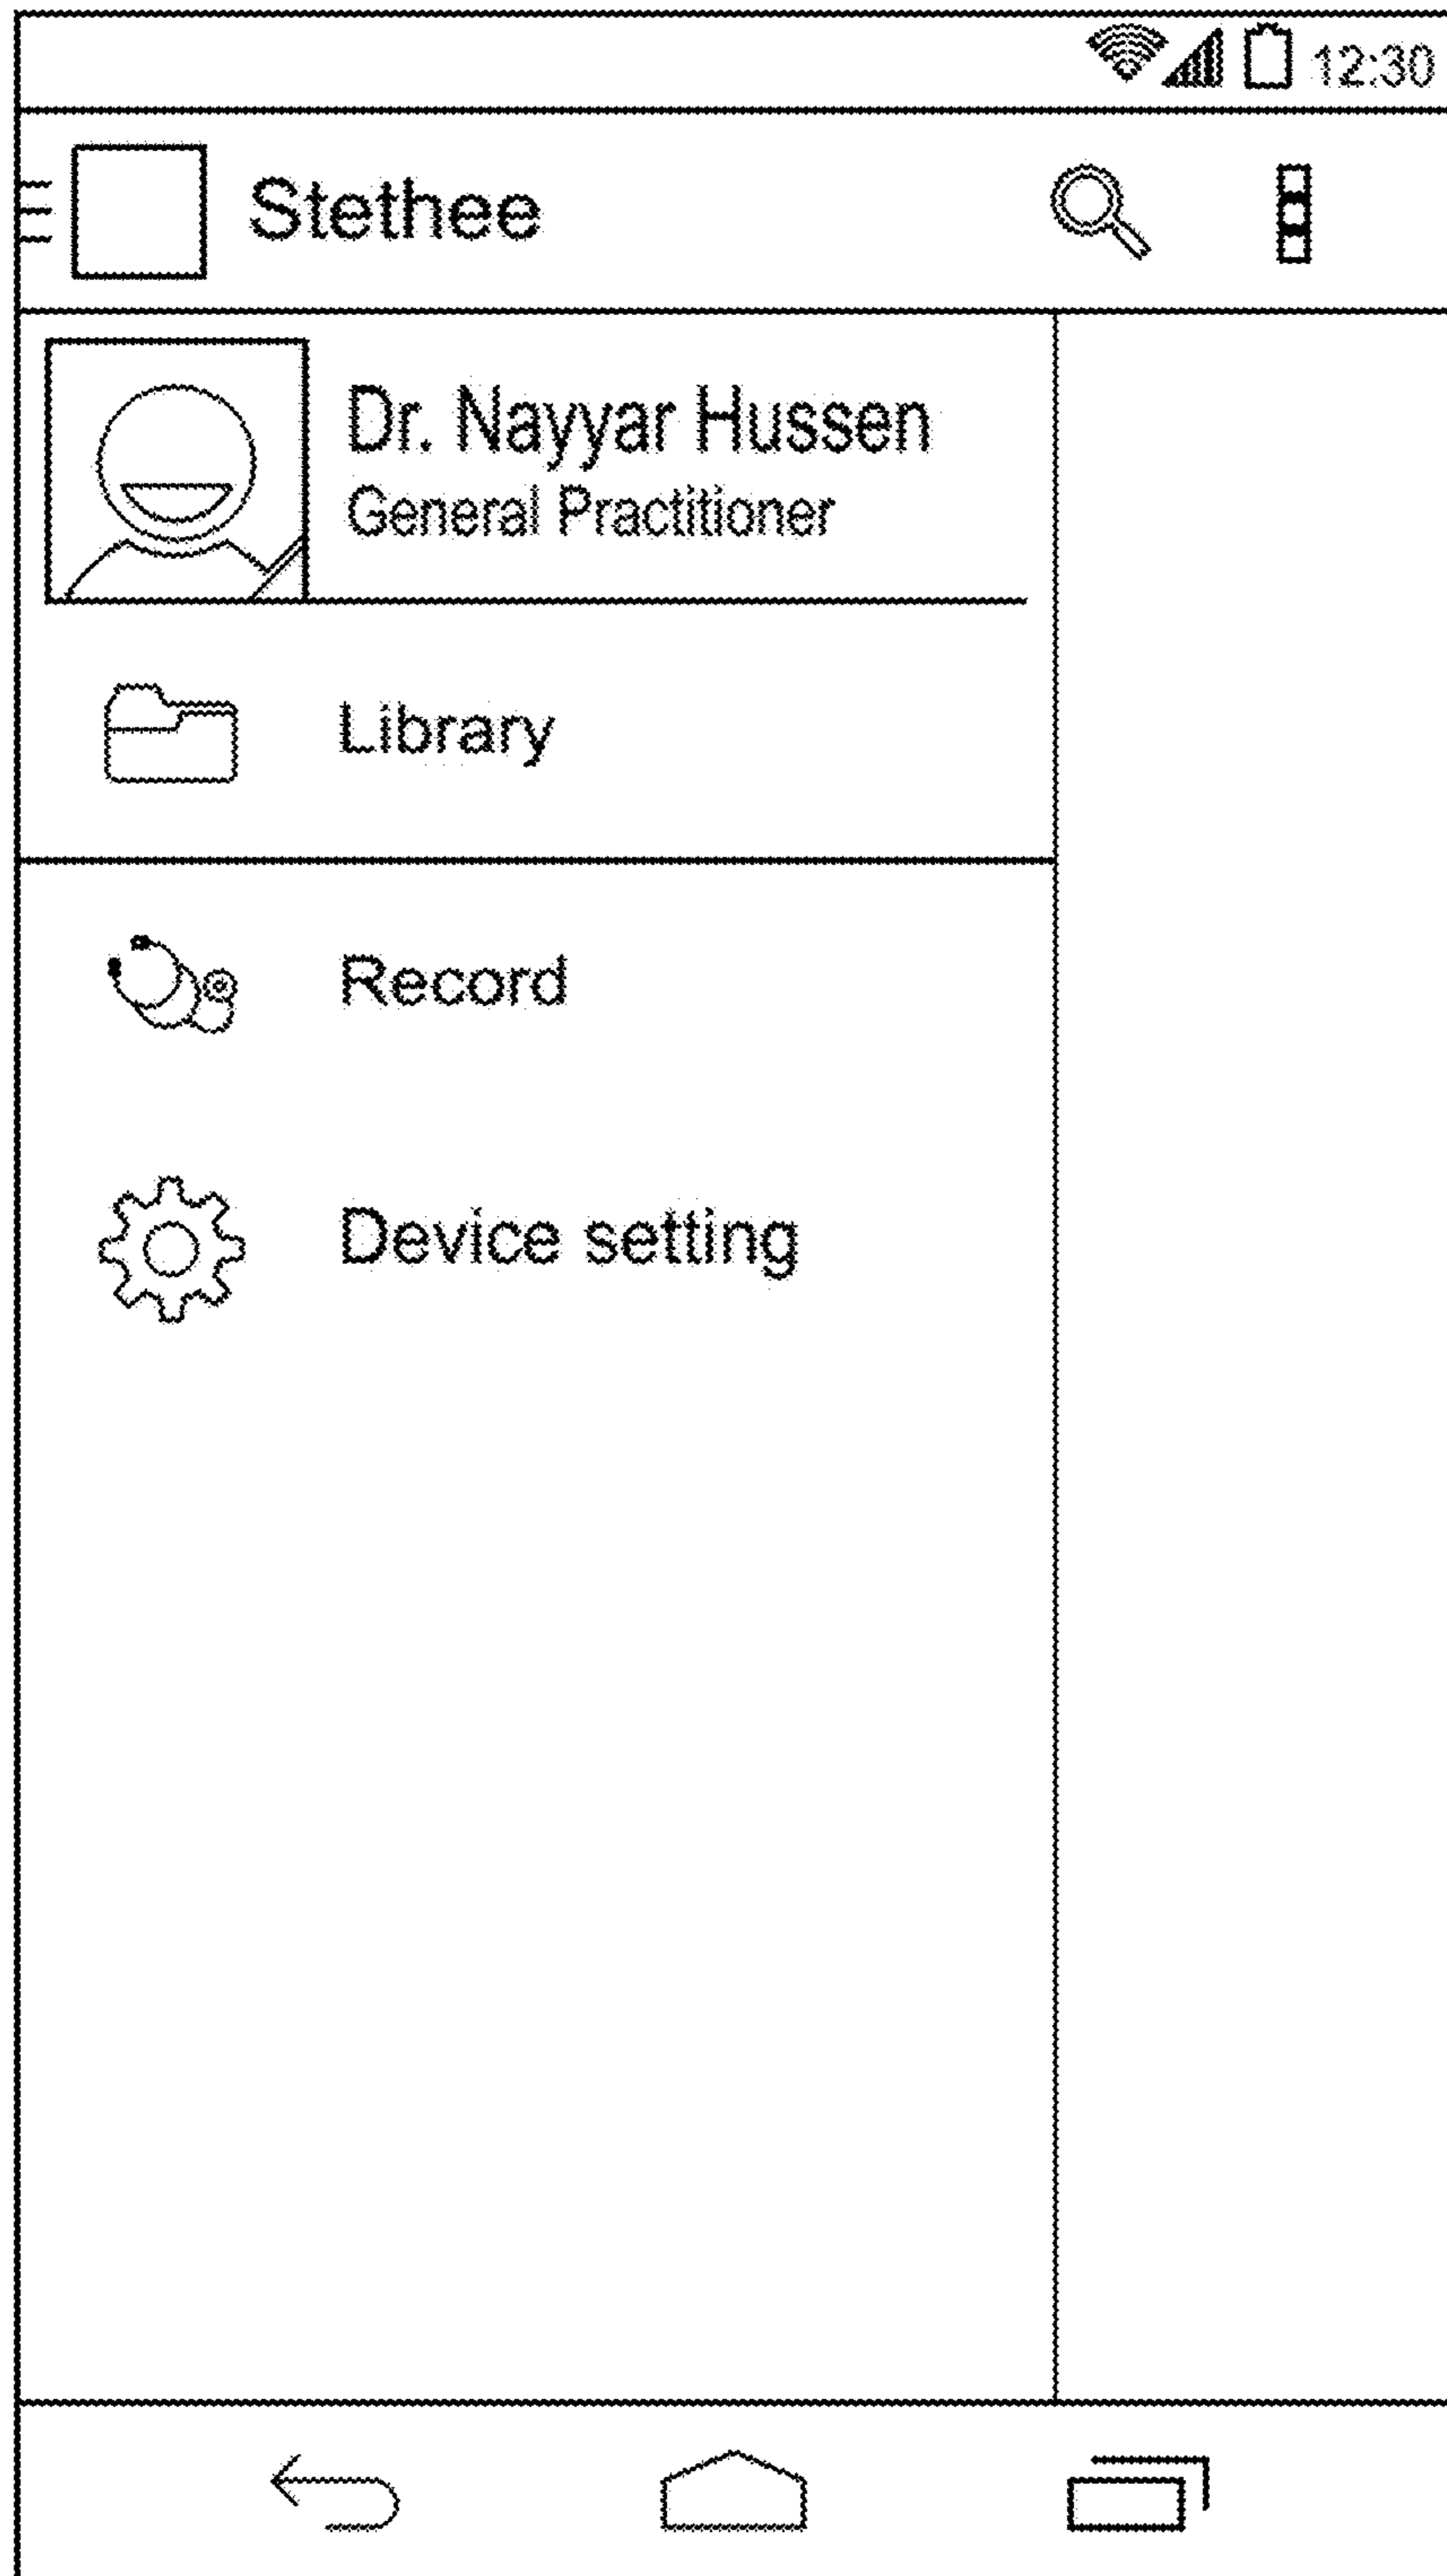 12:30
Stethee
Dr. Nayyar Hussen
General Practitioner
Library
Record
Device setting